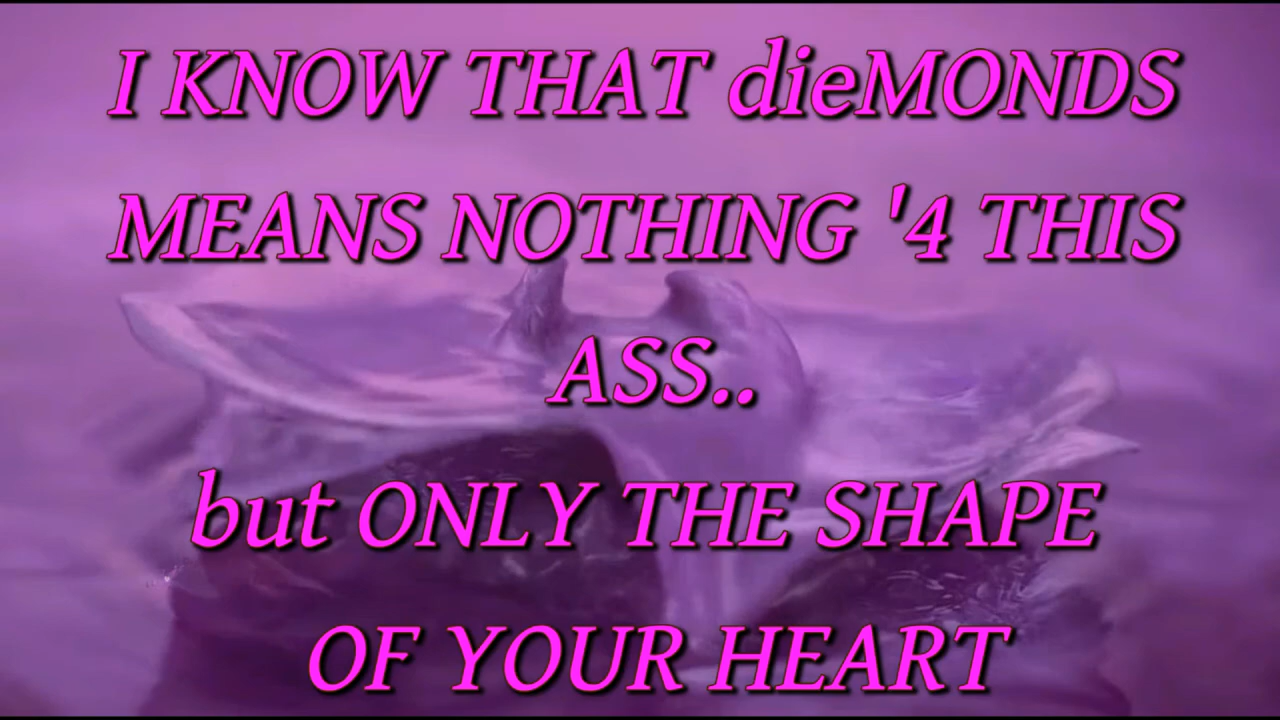 I KNOW THAT dieMONDS
MEANS NOTHING '4 THIS
ASS..
but ONLY THE SHAPE
OF YOUR HEART